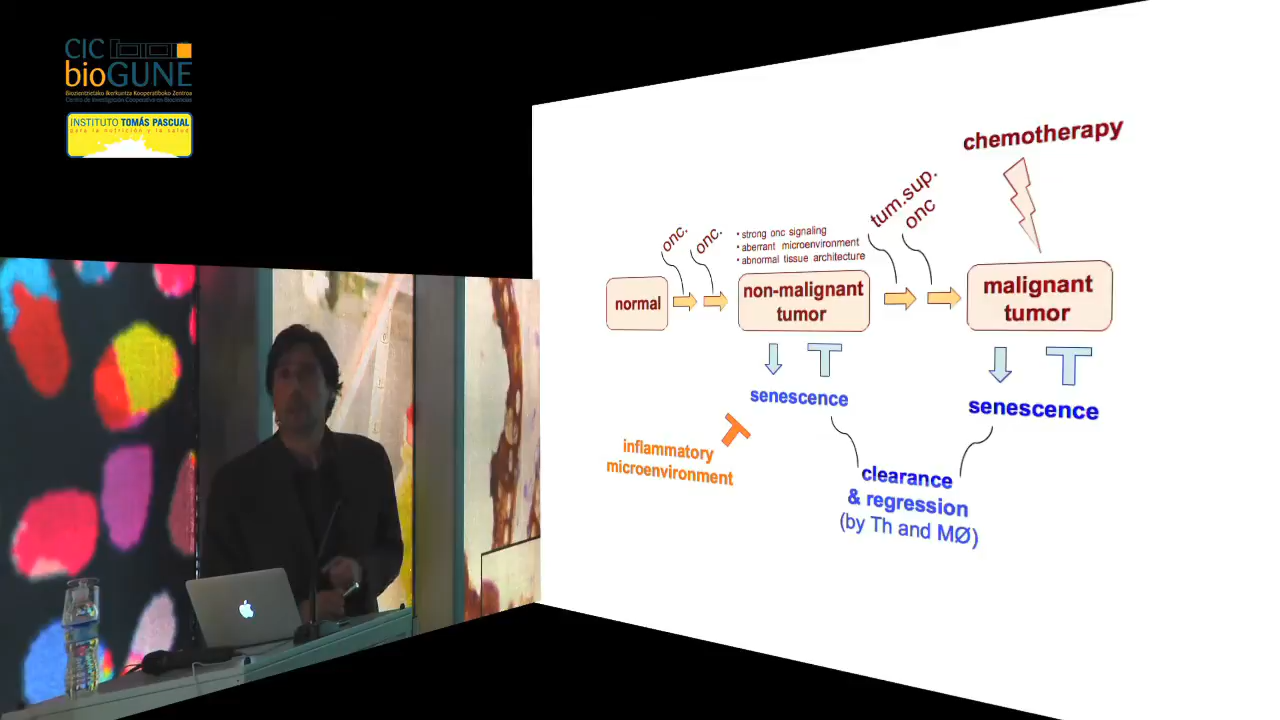 CIC
bioGUNE
Biozientzietako Ikerkuntza Kooperatiboko Zentroa
Centro de Investigación Cooperativa en Biociencias
INSTITUTO TOMÁS PASCUAL
para la nutrición y la salud
chemotherapy
onc.
onc.
• strong onc signaling
• aberrant microenvironment
• abnormal tissue architecture
tum.sup.
onc
normal
non-malignant
tumor
malignant
tumor
senescence
senescence
inflammatory
microenvironment
clearance
& regression
(by Th and MØ)